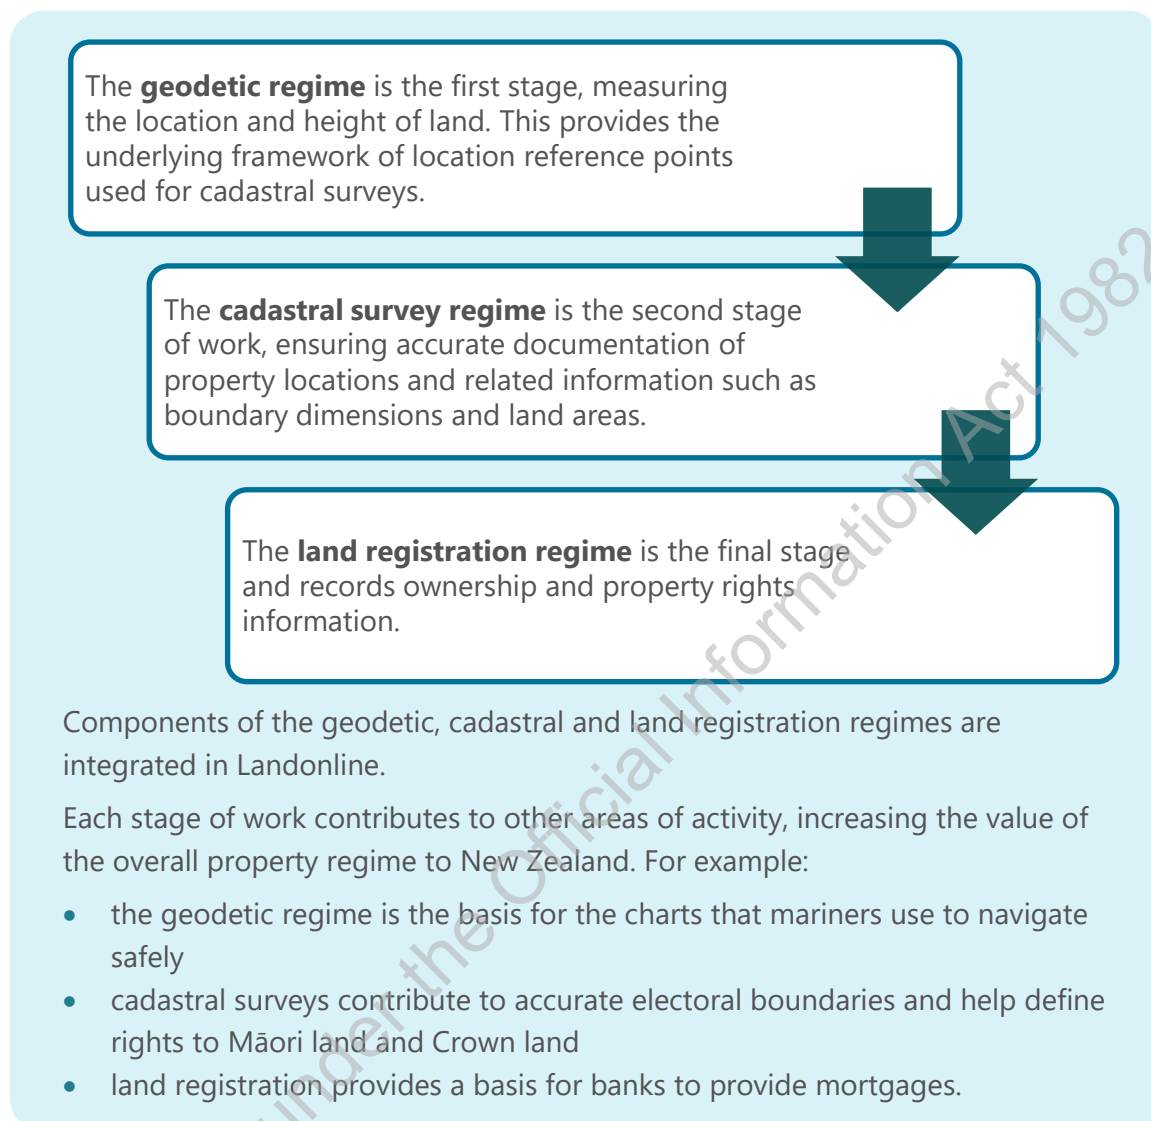 The geodetic regime is the first stage, measuring
the location and height of land. This provides the
underlying framework of location reference points
used for cadastral surveys.
The cadastral survey regime is the second stage
of work, ensuring accurate documentation of
property locations and related information such as
boundary dimensions and land areas.
The land registration regime is the final stage
and records ownership and property rights
information.
Components of the geodetic, cadastral and land registration regimes are
integrated in Landonline.
Each stage of work contributes to other areas of activity, increasing the value of
the overall property regime to New Zealand. For example:
• the geodetic regime is the basis for the charts that mariners use to navigate
safely
• cadastral surveys contribute to accurate electoral boundaries and help define
rights to Māori land and Crown land
• land registration provides a basis for banks to provide mortgages.
under the Official Information Act 1982